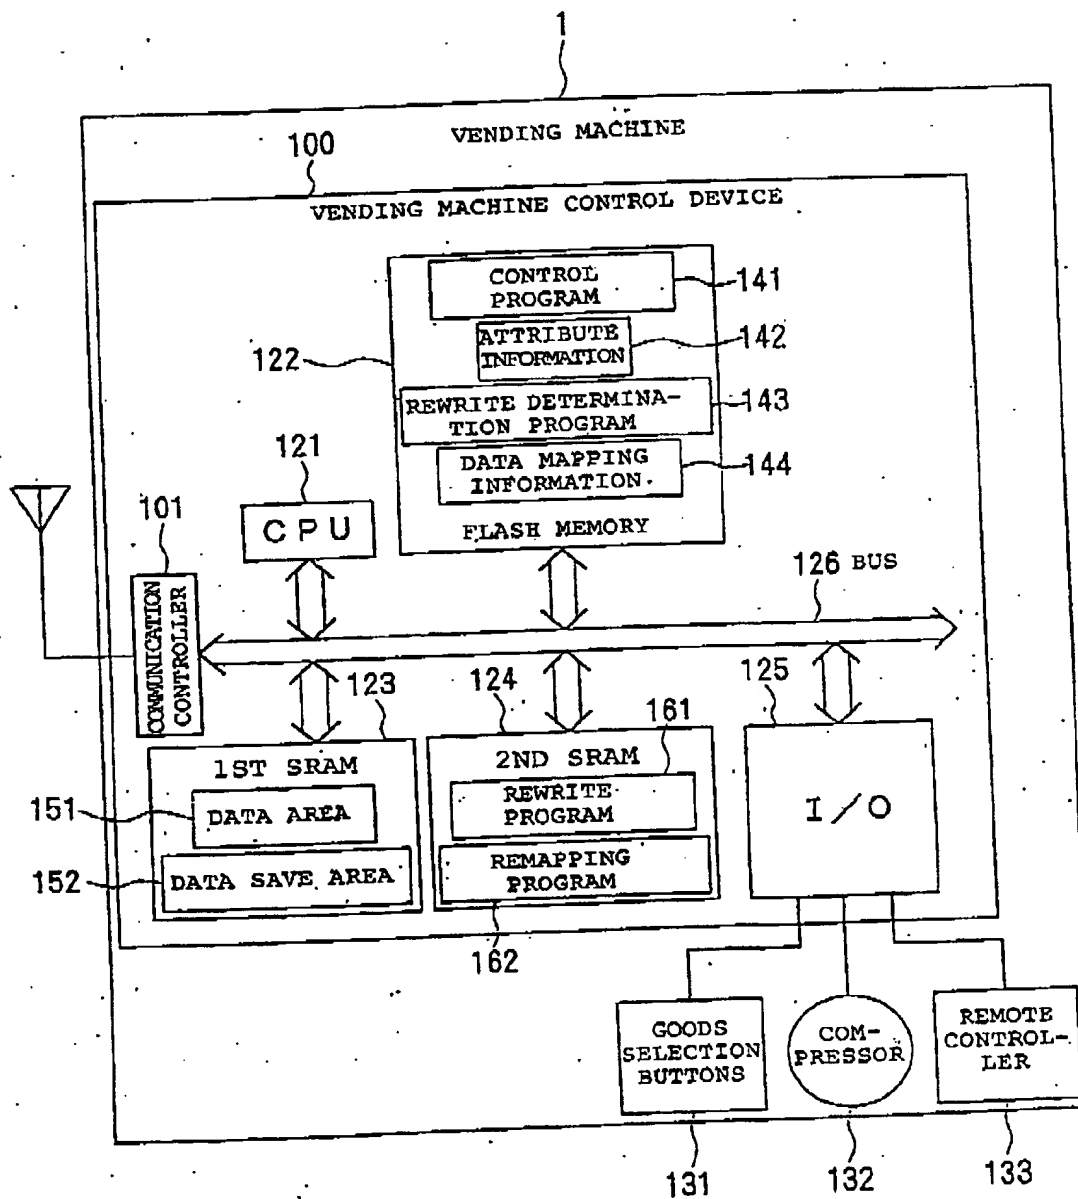 1
VENDING MACHINE
100
VENDING MACHINE CONTROL DEVICE
CONTROL
PROGRAM
141
ATTRIBUTE
INFORMATION
142
122
REWRITE DETERMINA-
TION PROGRAM
143
DATA MAPPING
INFORMATION
144
FLASH MEMORY
121
CPU
101
COMMUNICATION
CONTROLLER
126 BUS
123
124
125
161
1ST SRAM
151
DATA AREA
152
DATA SAVE AREA
2ND SRAM
REWRITE
PROGRAM
REMAPPING
PROGRAM
162
I/O
GOODS
SELECTION
BUTTONS
COM-
PRESSOR
REMOTE
CONTROL-
LER
131
132
133